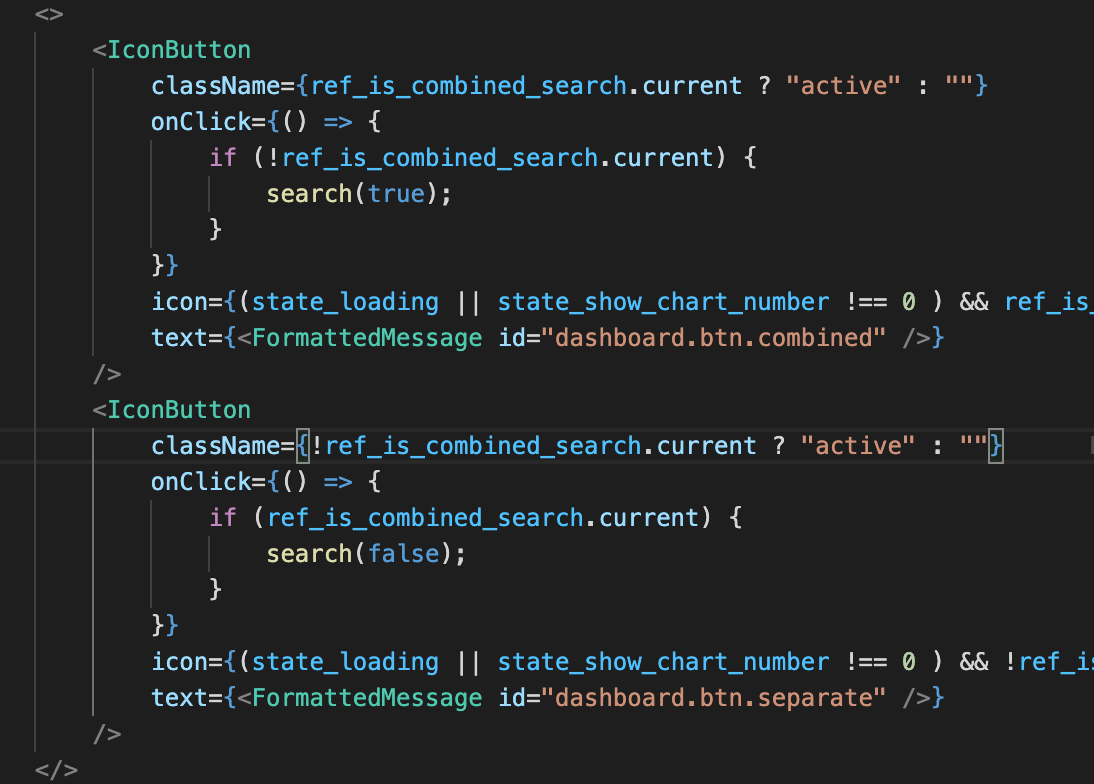 <>
<IconButton
className={ref_is_combined_search.current ? "active" : ""}
onClick={() => {
if (!ref_is_combined_search.current) {
search(true);
}
}}
icon={(state_loading || state_show_chart_number !== 0 ) && ref_is_
text={<FormattedMessage id="dashboard.btn.combined" />}
/>
<IconButton
className={!ref_is_combined_search.current ? "active" : ""}
onClick={() => {
if (ref_is_combined_search.current) {
search(false);
}
}}
icon={(state_loading || state_show_chart_number !== 0 ) && !ref_is
text={<FormattedMessage id="dashboard.btn.separate" />}
/>
</>